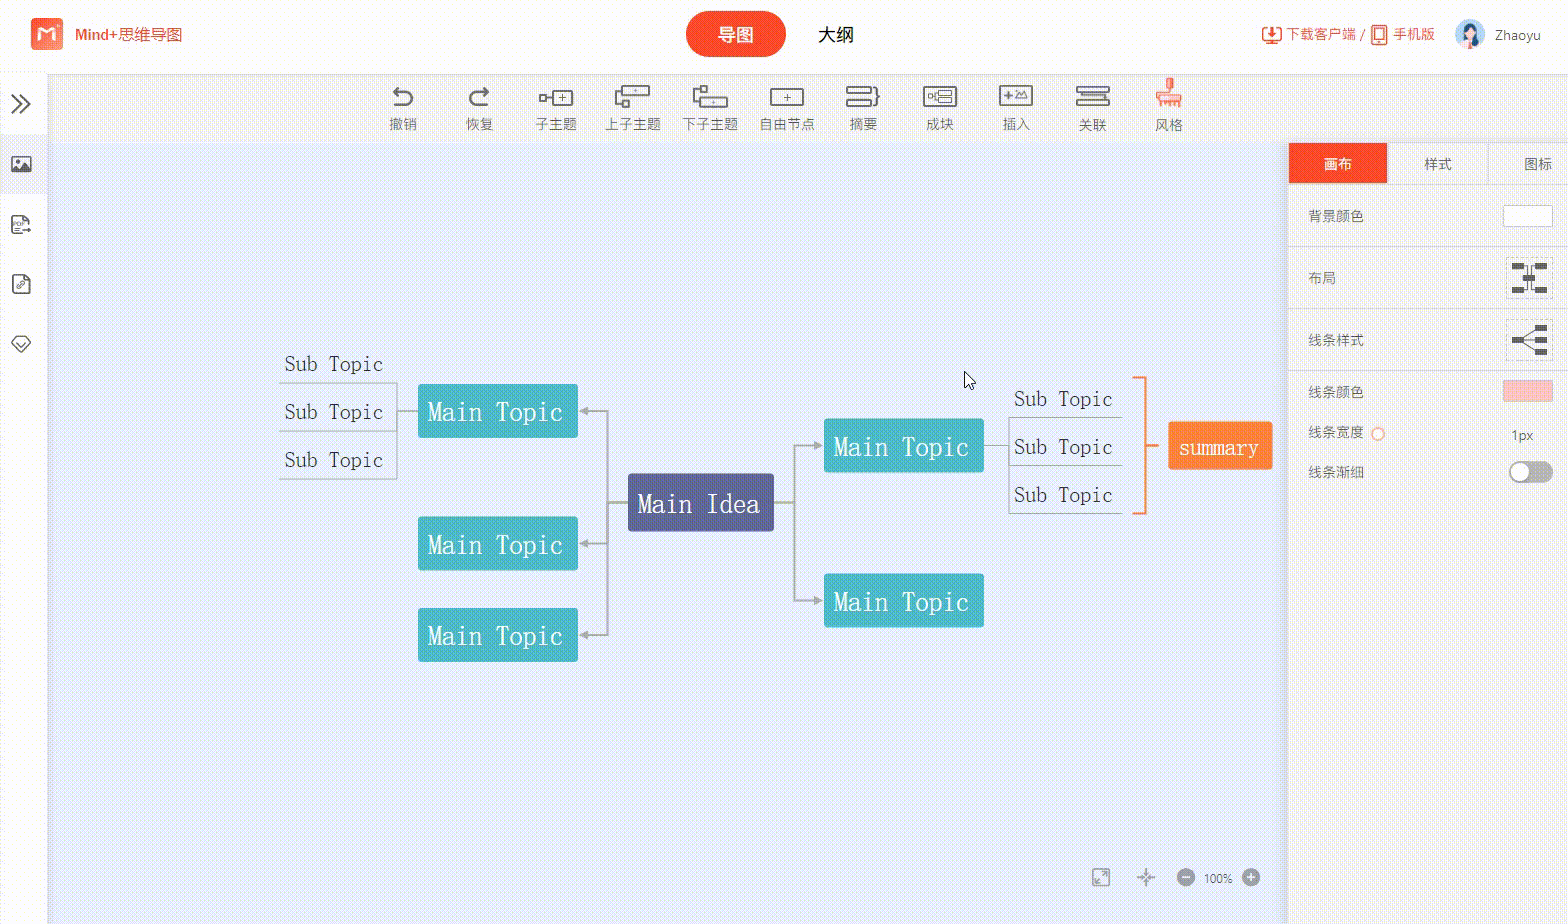 Mind+思维导图
导图
大纲
下载客户端 /
手机版
Zhaoyu
撤销
恢复
子主题
上子主题
下子主题
自由节点
摘要
成块
插入
关联
风格
画布
样式
图标
背景颜色
布局
线条样式
线条颜色
线条宽度
1px
线条渐细
Sub Topic
Sub Topic
Sub Topic
Main Topic
Main Topic
Main Topic
Main Idea
Main Topic
Main Topic
Sub Topic
Sub Topic
Sub Topic
summary
100%